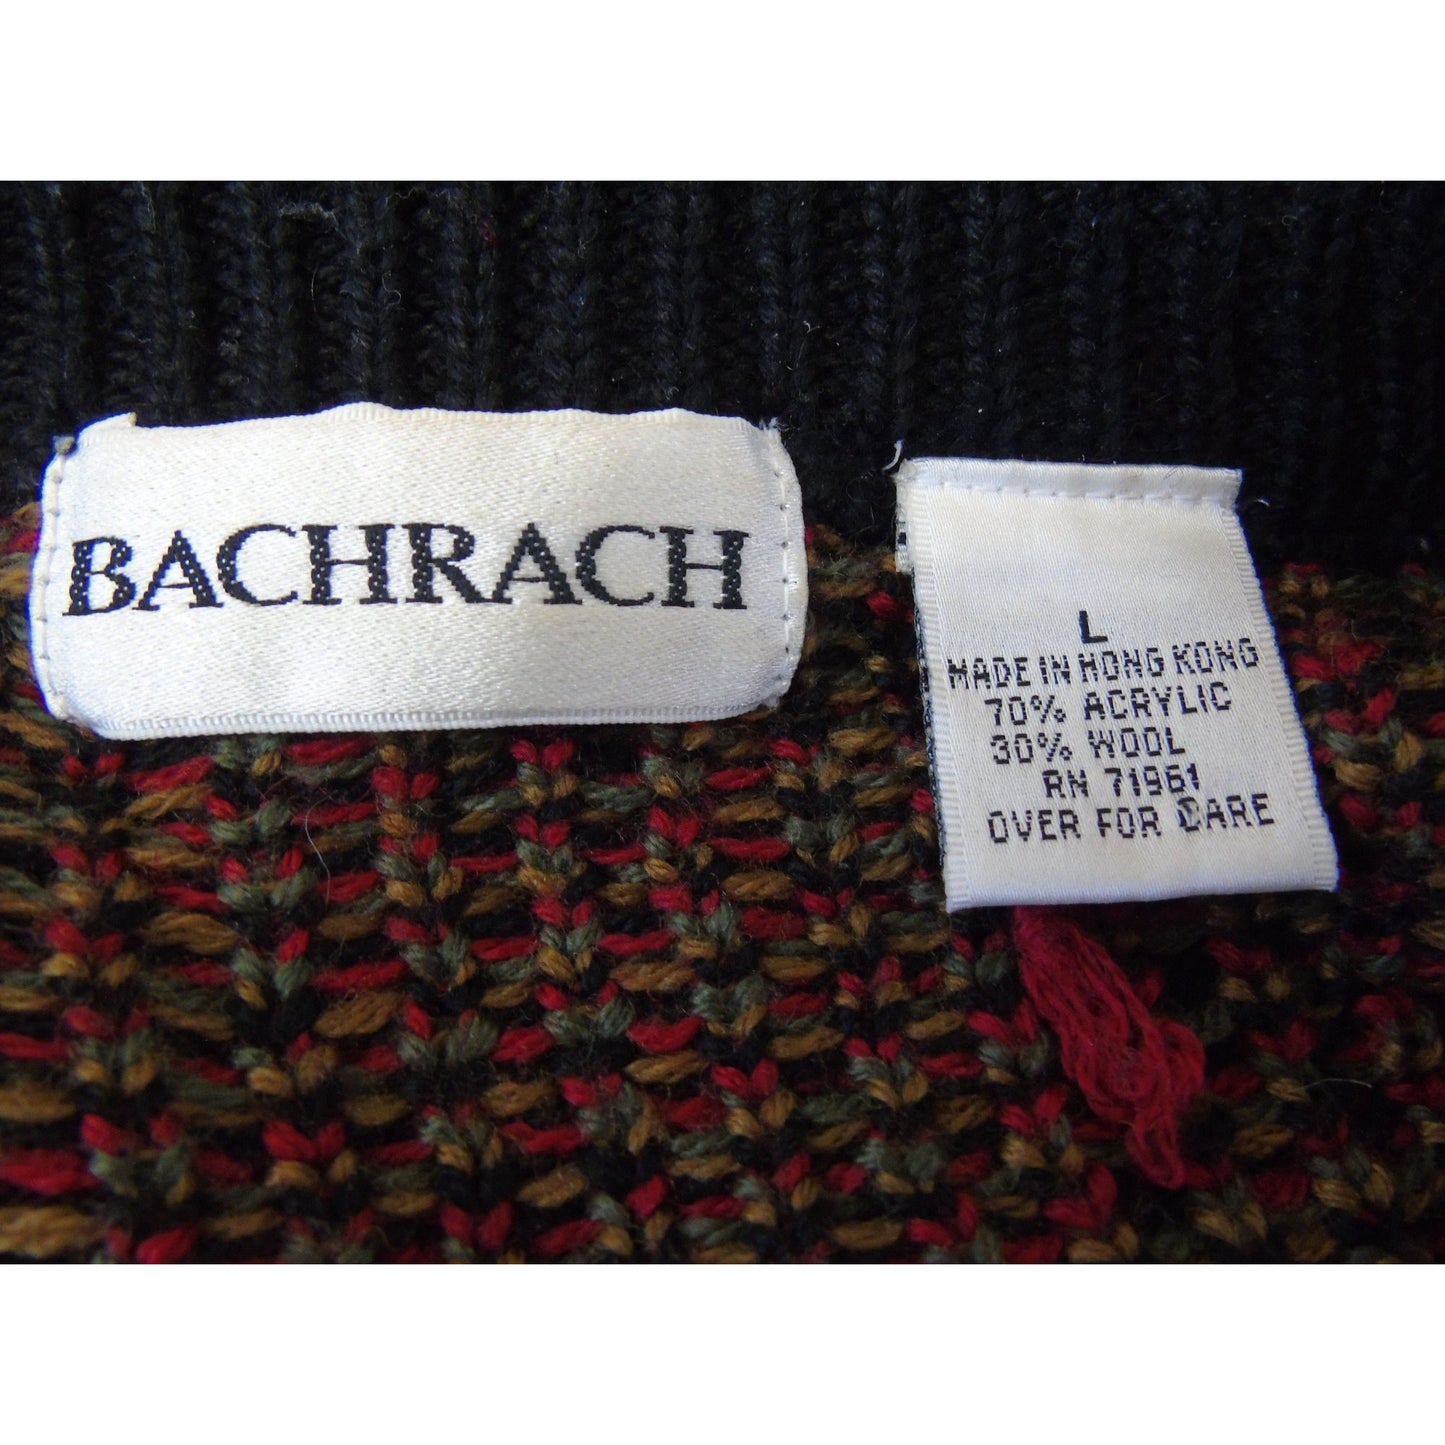 BACHRACH
L
MADE IN HONG KONG
70% ACRYLIC
30% WOOL
RN 71961
OVER FOR CARE